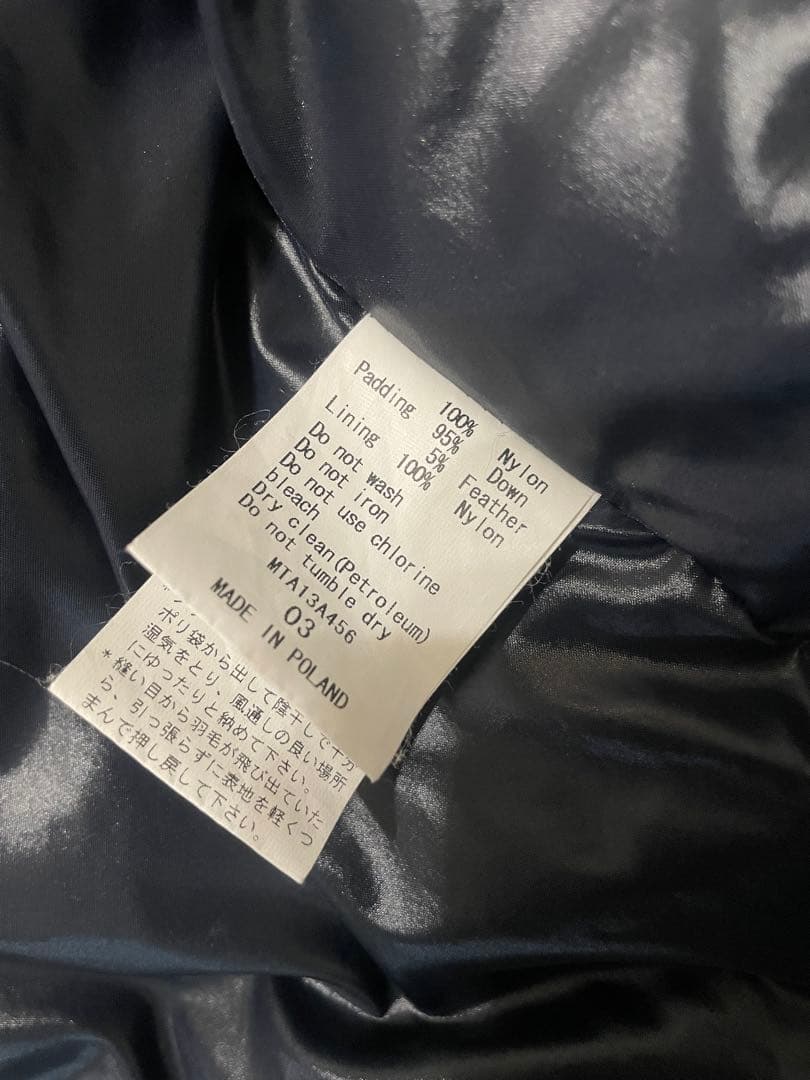 100% Nylon
Padding 95% Down
5% Feather
Lining 100% Nylon
Do not wash
Do not iron
Do not use chlorine
bleach
Dry clean(Petroleum)
Do not tumble dry
MTA13A456
03
MADE IN POLAND
ポリ袋から出して陰干しで十分
湿気をとり、風通しの良い場所
にゆったりと納めて下さい。
*縫い目から羽毛が飛び出ていた
ら、引っ張らずに表地を軽くつ
まんで押し戻して下さい。